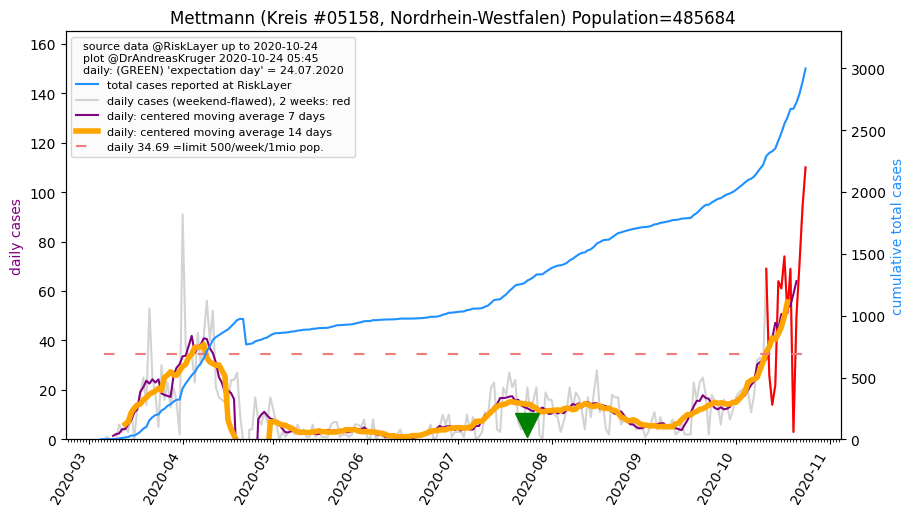 Mettmann (Kreis #05158, Nordrhein-Westfalen) Population=485684
source data @RiskLayer up to 2020-10-24
plot @DrAndreasKruger 2020-10-24 05:45
daily: (GREEN) 'expectation day' = 24.07.2020
total cases reported at RiskLayer
daily cases (weekend-flawed), 2 weeks: red
daily: centered moving average 7 days
daily: centered moving average 14 days
daily 34.69 =limit 500/week/1mio pop.
daily cases
160
140
120
100
80
60
40
20
0
3000
2500
2000
1500
1000
500
0
cumulative total cases
2020-03
2020-04
2020-05
2020-06
2020-07
2020-08
2020-09
2020-10
2020-11